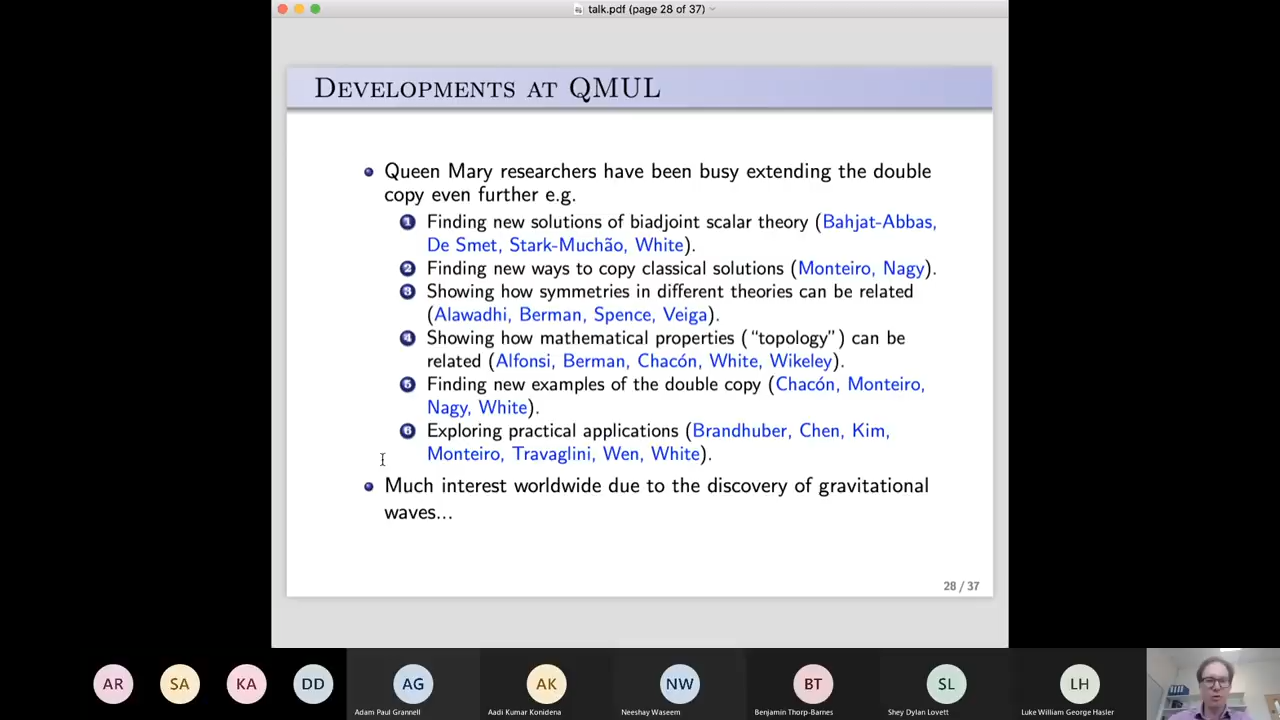 talk.pdf (page 28 of 37)
Developments at QMUL
Queen Mary researchers have been busy extending the double
copy even further e.g.
1 Finding new solutions of biadjoint scalar theory (Bahjat-Abbas,
De Smet, Stark-Muchão, White).
2 Finding new ways to copy classical solutions (Monteiro, Nagy).
3 Showing how symmetries in different theories can be related
(Alawadhi, Berman, Spence, Veiga).
4 Showing how mathematical properties (“topology”) can be
related (Alfonsi, Berman, Chacón, White, Wikeley).
5 Finding new examples of the double copy (Chacón, Monteiro,
Nagy, White).
6 Exploring practical applications (Brandhuber, Chen, Kim,
Monteiro, Travaglini, Wen, White).
Much interest worldwide due to the discovery of gravitational
waves...
28 / 37
AR SA KA DD AG AK NW BT SL LH
Adam Paul Grannell Aadi Kumar Konidena Neeshay Waseem Benjamin Thorp-Barnes Shey Dylan Lovett Luke William George Hasler